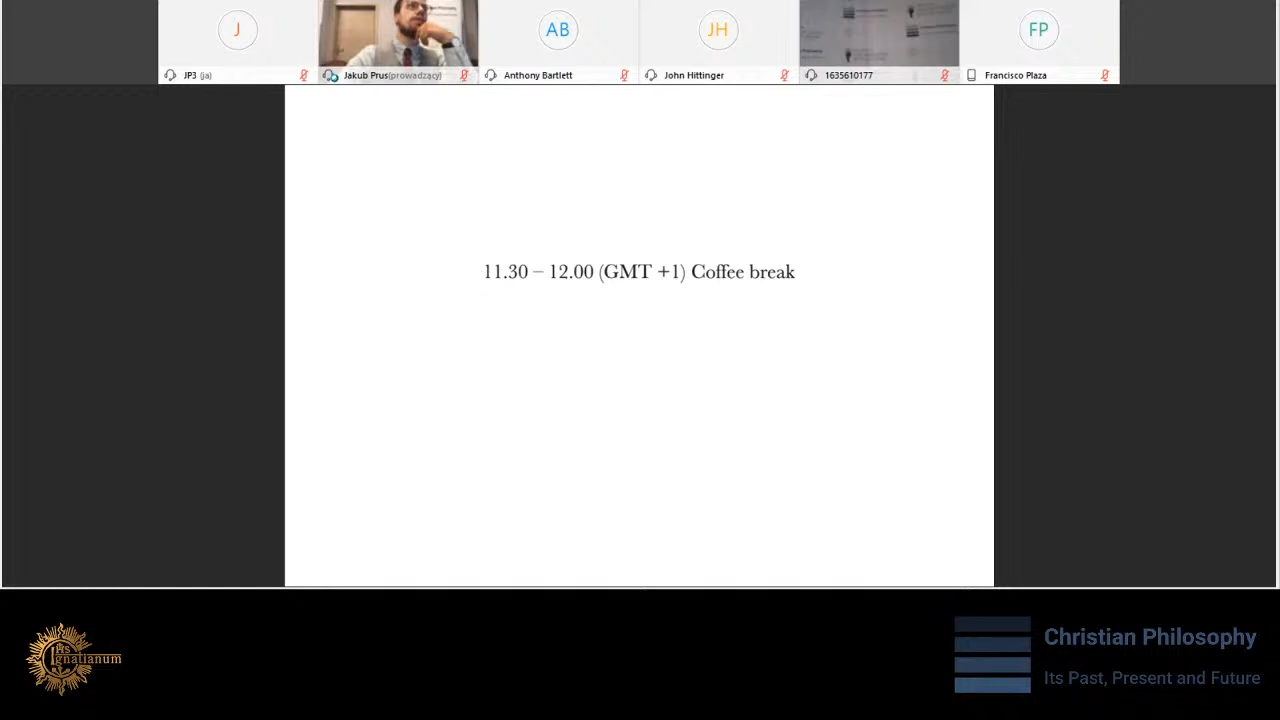 J
AB
JH
FP
JP3 (ja)
Jakub Prus(prowadzący)
Anthony Bartlett
John Hittinger
1635610177
Francisco Plaza
11.30 – 12.00 (GMT +1) Coffee break
Ignatianum
Christian Philosophy
Its Past, Present and Future